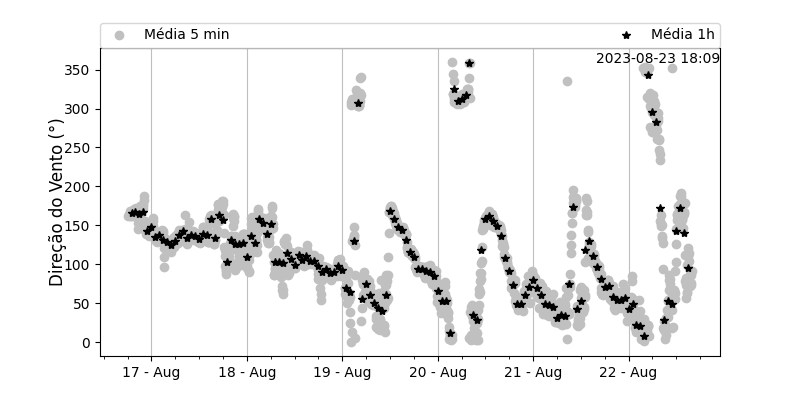 Média 5 min
Média 1h
2023-08-23 18:09
Direção do Vento (°)
350
300
250
200
150
100
50
0
17 - Aug
18 - Aug
19 - Aug
20 - Aug
21 - Aug
22 - Aug